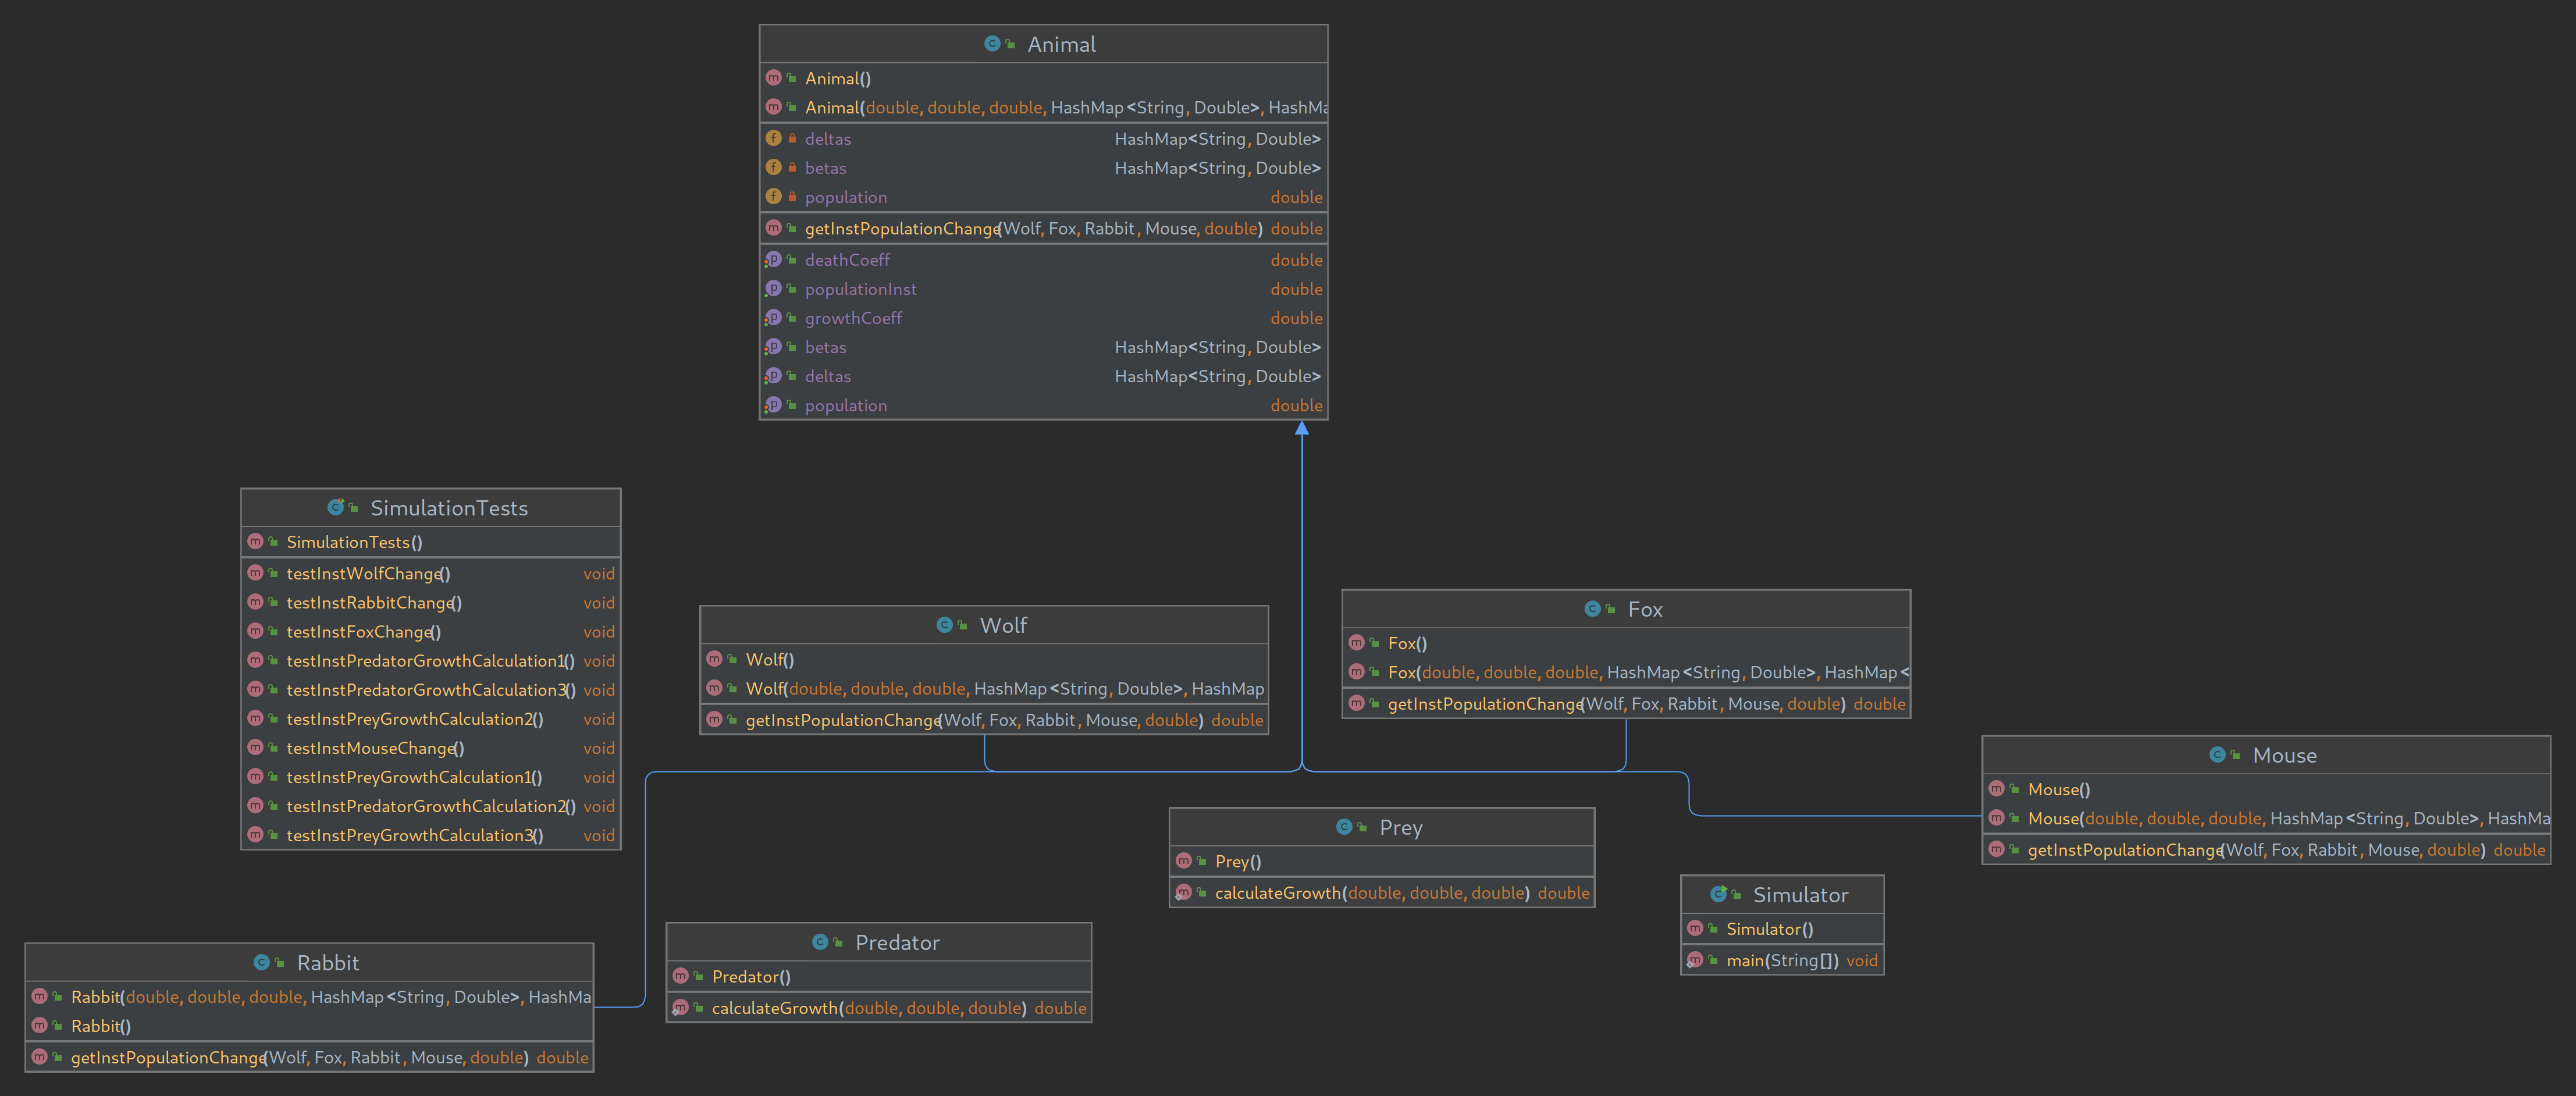 Animal
Animal()
Animal(double, double, double, HashMap<String, Double>, HashMa
deltas HashMap<String, Double>
betas HashMap<String, Double>
population double
getInstPopulationChange(Wolf, Fox, Rabbit, Mouse, double) double
deathCoeff double
populationInst double
growthCoeff double
betas HashMap<String, Double>
deltas HashMap<String, Double>
population double
SimulationTests
SimulationTests()
testInstWolfChange() void
testInstRabbitChange() void
testInstFoxChange() void
testInstPredatorGrowthCalculation1() void
testInstPredatorGrowthCalculation3() void
testInstPreyGrowthCalculation2() void
testInstMouseChange() void
testInstPreyGrowthCalculation1() void
testInstPredatorGrowthCalculation2() void
testInstPreyGrowthCalculation3() void
Wolf
Wolf()
Wolf(double, double, double, HashMap<String, Double>, HashMap
getInstPopulationChange(Wolf, Fox, Rabbit, Mouse, double) double
Fox
Fox()
Fox(double, double, double, HashMap<String, Double>, HashMap<
getInstPopulationChange(Wolf, Fox, Rabbit, Mouse, double) double
Mouse
Mouse()
Mouse(double, double, double, HashMap<String, Double>, HashMa
getInstPopulationChange(Wolf, Fox, Rabbit, Mouse, double) double
Prey
Prey()
calculateGrowth(double, double, double) double
Simulator
Simulator()
main(String[]) void
Predator
Predator()
calculateGrowth(double, double, double) double
Rabbit
Rabbit(double, double, double, HashMap<String, Double>, HashMa
Rabbit()
getInstPopulationChange(Wolf, Fox, Rabbit, Mouse, double) double